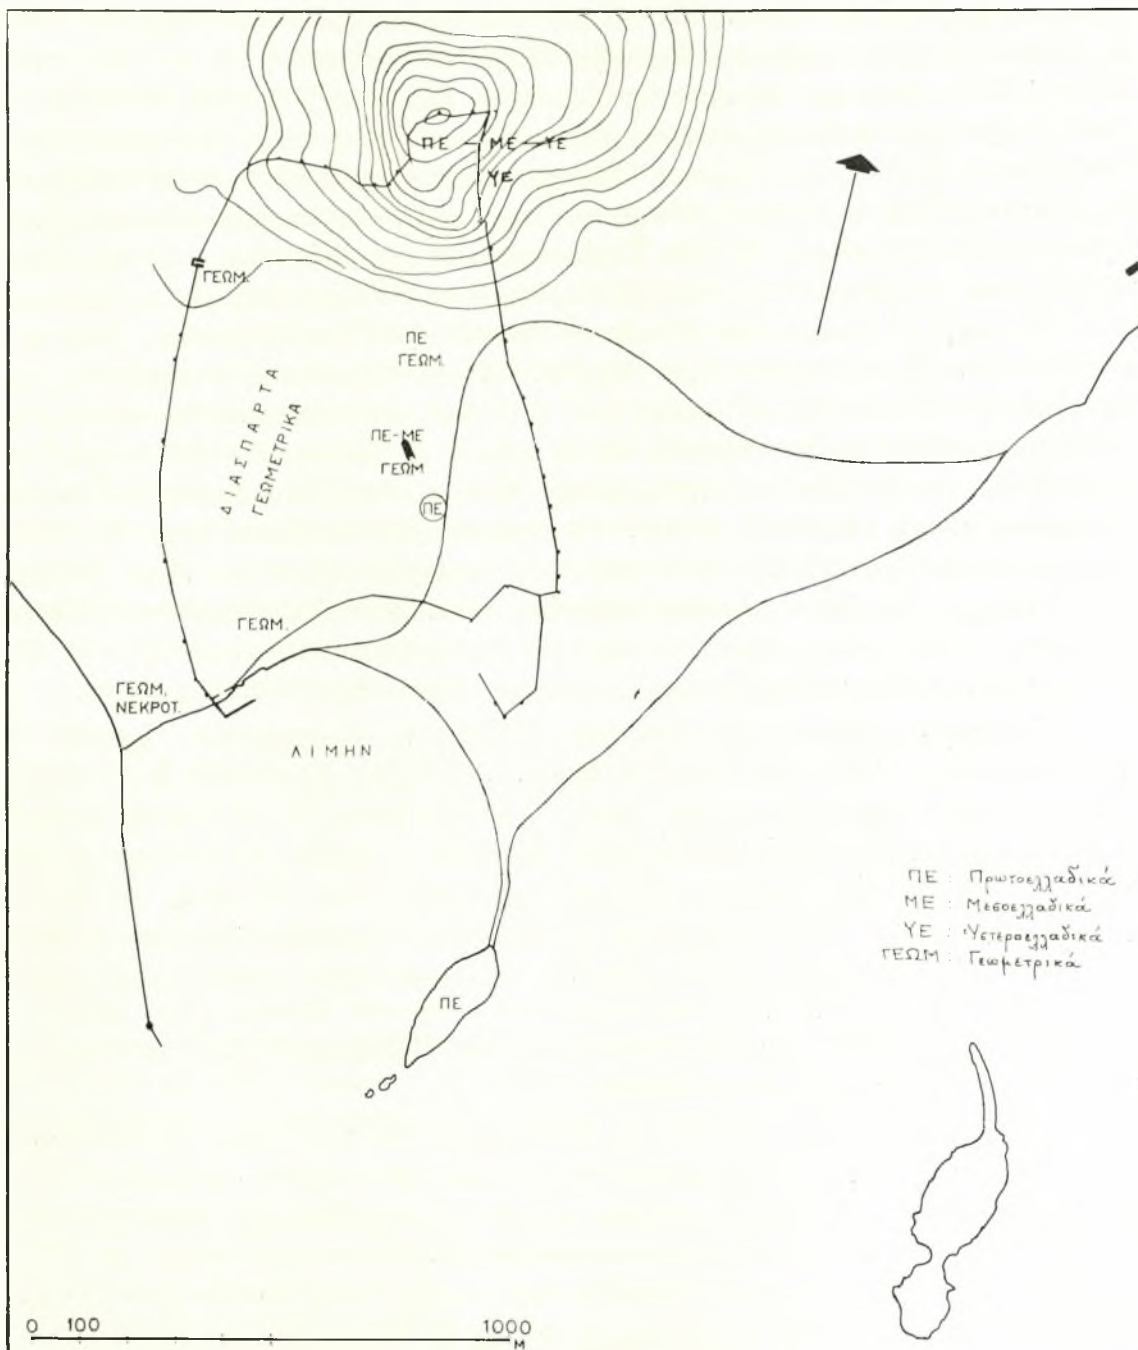 ΠΕ – ΜΕ – ΥΕ
ΥΕ
ΓΕΩΜ.
ΠΕ
ΓΕΩΜ.
ΔΙΑΣΠΑΡΤΑ
ΓΕΩΜΕΤΡΙΚΑ
ΠΕ-ΜΕ
ΓΕΩΜ
ΠΕ
ΓΕΩΜ.
ΓΕΩΜ.
ΝΕΚΡΟΤ.
ΛΙΜΗΝ
ΠΕ : Πρωτοελλαδικά
ΜΕ : Μεσοελλαδικά
ΥΕ : Ὑστεροελλαδικά
ΓΕΩΜ : Γεωμετρικά
ΠΕ
0 100 1000
Μ